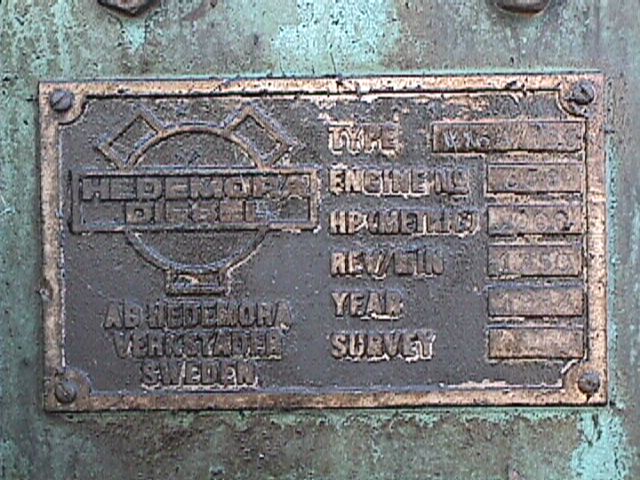 HEDEMORA
DIESEL
AB HEDEMORA
VERKSTÄDER
SWEDEN
TYPE
ENGINE No
HP (METRIC)
REV/MIN
YEAR
SURVEY